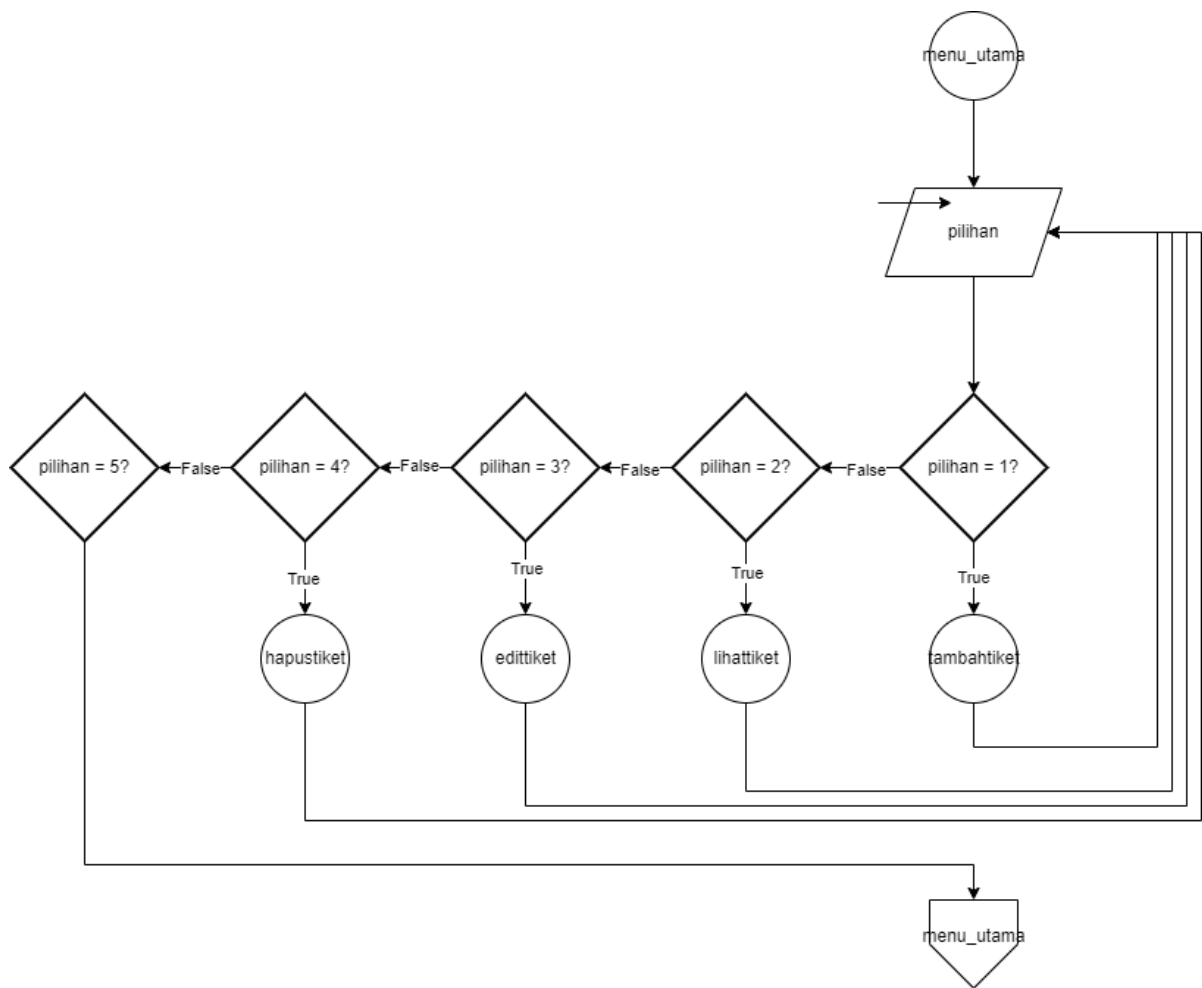 menu_utama
pilihan
pilihan = 5?
False
pilihan = 4?
False
pilihan = 3?
False
pilihan = 2?
False
pilihan = 1?
True
True
True
True
hapustiket
edittiket
lihattiket
tambahtiket
menu_utama